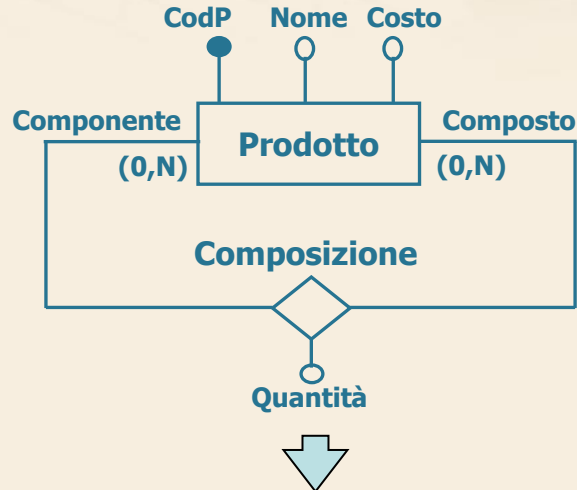 CodP Nome Costo
Componente Composto
Prodotto
(0,N) (0,N)
Composizione
Quantità